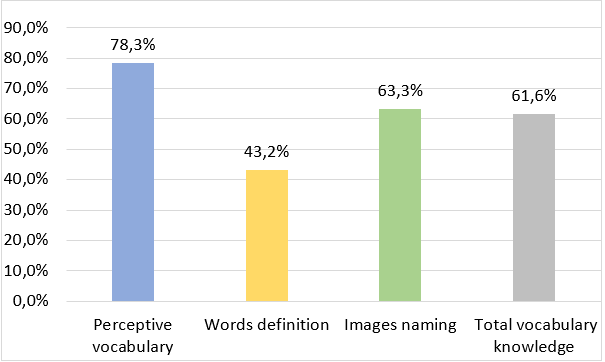 90,0%
80,0%
70,0%
60,0%
50,0%
40,0%
30,0%
20,0%
10,0%
0,0%
78,3%
43,2%
63,3%
61,6%
Perceptive
vocabulary
Words definition
Images naming
Total vocabulary
knowledge